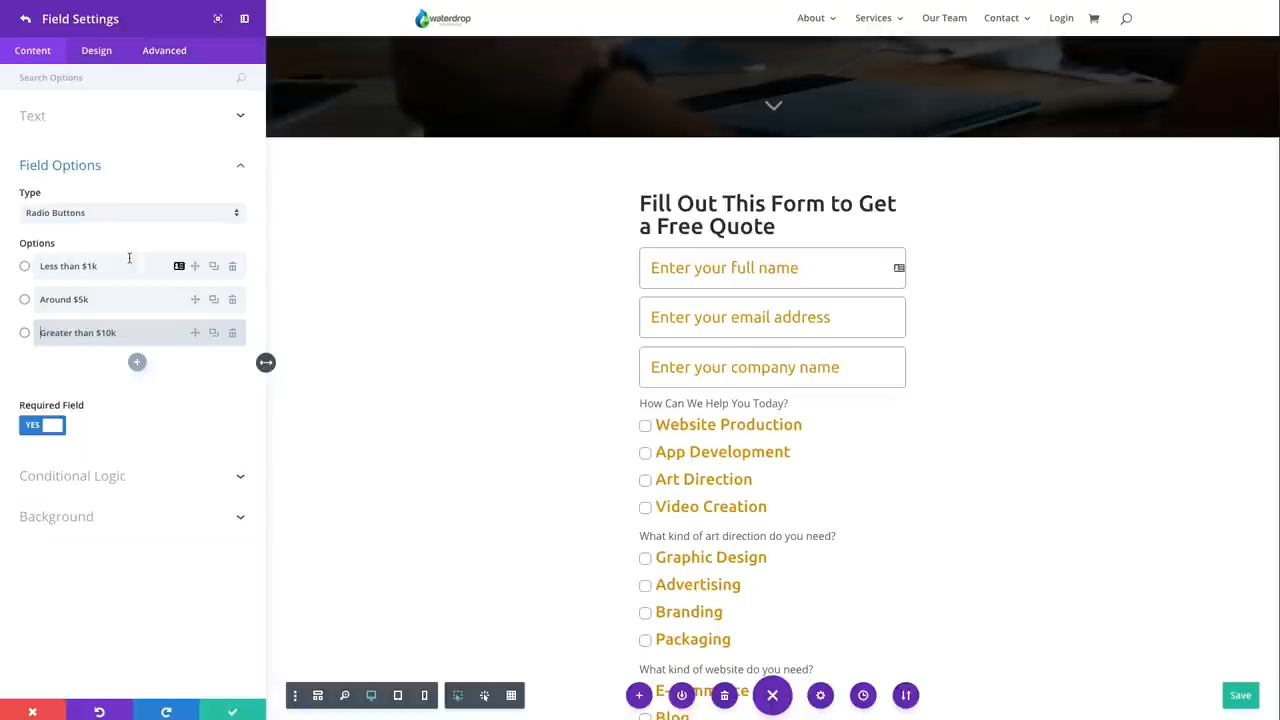 Field Settings
Content
Design
Advanced
Search Options
Text
Field Options
Type
Radio Buttons
Options
Less than $1k
Around $5k
Greater than $10k
Required Field
YES
Conditional Logic
Background
waterdrop
About
Services
Our Team
Contact
Login
Fill Out This Form to Get
a Free Quote
Enter your full name
Enter your email address
Enter your company name
How Can We Help You Today?
Website Production
App Development
Art Direction
Video Creation
What kind of art direction do you need?
Graphic Design
Advertising
Branding
Packaging
What kind of website do you need?
E-commerce
Blog
Save